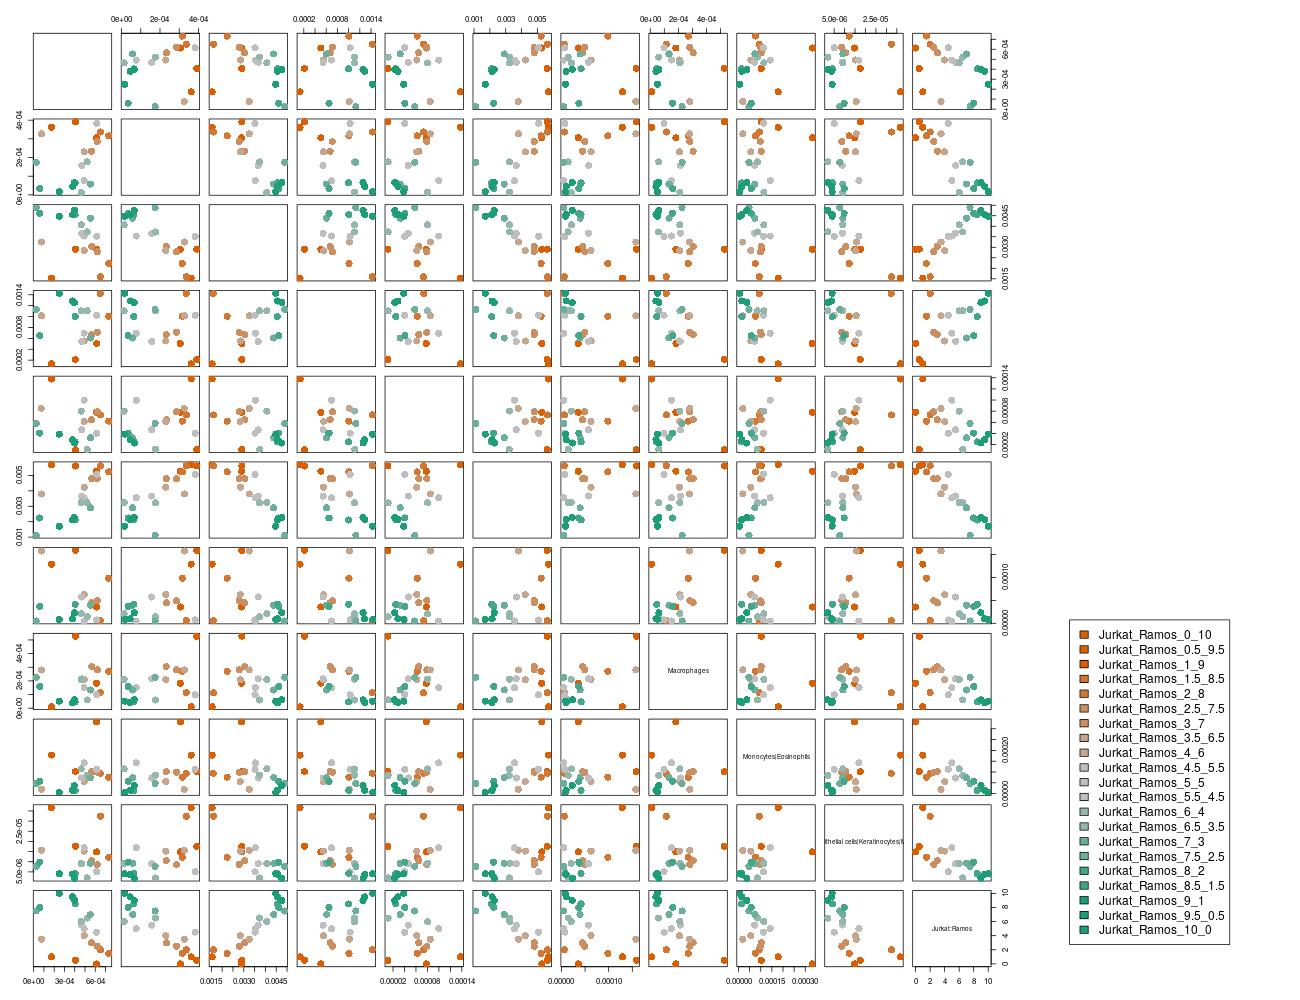 0e+00 2e-04 4e-04 0.0002 0.0008 0.0014 0.001 0.003 0.005 0e+00 2e-04 4e-04 5.0e-06 2.5e-05
0e+00 3e-04 6e-04
0e+00 2e-04 4e-04
0.0015 0.0030 0.0045
0.0002 0.0008 0.0014
0.00002 0.00008 0.00014
0.001 0.003 0.005
0.00000 0.00010
0e+00 2e-04 4e-04
Macrophages
0.00000 0.00020
Monocytes|Eosinophils
5.0e-06 2.5e-05
ithelial cells|Keratinocytes|M
0 2 4 6 8 10
Jurkat:Ramos
0e+00 3e-04 6e-04 0.0015 0.0030 0.0045 0.00002 0.00008 0.00014 0.00000 0.00010 0.00000 0.00015 0.00030 0 2 4 6 8 10
Jurkat_Ramos_0_10
Jurkat_Ramos_0.5_9.5
Jurkat_Ramos_1_9
Jurkat_Ramos_1.5_8.5
Jurkat_Ramos_2_8
Jurkat_Ramos_2.5_7.5
Jurkat_Ramos_3_7
Jurkat_Ramos_3.5_6.5
Jurkat_Ramos_4_6
Jurkat_Ramos_4.5_5.5
Jurkat_Ramos_5_5
Jurkat_Ramos_5.5_4.5
Jurkat_Ramos_6_4
Jurkat_Ramos_6.5_3.5
Jurkat_Ramos_7_3
Jurkat_Ramos_7.5_2.5
Jurkat_Ramos_8_2
Jurkat_Ramos_8.5_1.5
Jurkat_Ramos_9_1
Jurkat_Ramos_9.5_0.5
Jurkat_Ramos_10_0